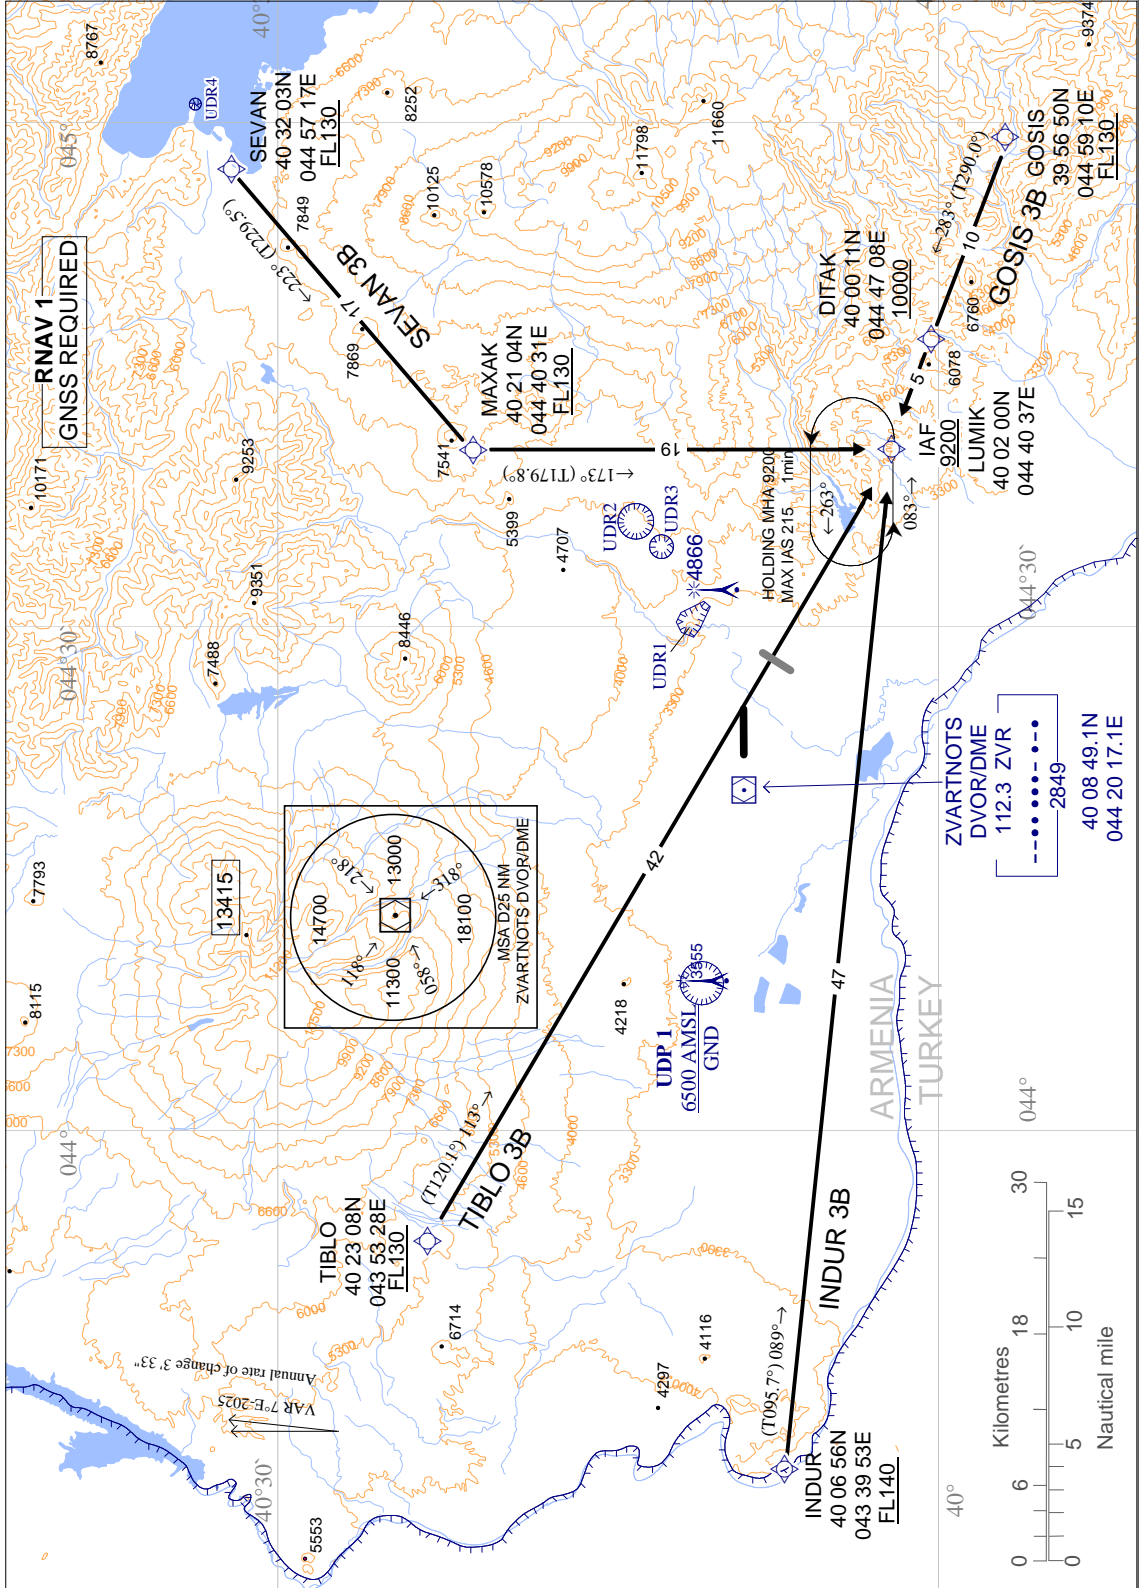 RNAV 1
GNSS REQUIRED
8767
9374
10171
UDR4
045°
40°
SEVAN
40 32 03N
044 57 17E
FL130
←223° (T229.5°)
17
SEVAN 3B
7849
7869
8252
10125
10578
11798
11660
MAXAK
40 21 04N
044 40 31E
FL130
7541
←173° (T179.8°)
19
GOSIS
39 56 50N
044 59 10E
FL130
←283° (T290.0°)
10
GOSIS 3B
DITAK
40 00 11N
044 47 08E
10000
6760
6078
5
IAF
9200
LUMIK
40 02 00N
044 40 37E
HOLDING MHA 9200
MAX IAS 215 1min
←263°
083°→
9253
9351
7488
8446
5399
4707
UDR2
UDR3
UDR1
4866
044°30'
044°30'
7793
8115
13415
14700
13000
18100
11300
118°→
←218°
←318°
058°→
MSA D25 NM
ZVARTNOTS DVOR/DME
ZVARTNOTS
DVOR/DME
112.3 ZVR
2849
40 08 49.1N
044 20 17.1E
42
47
4218
3555
UDP 1
6500 AMSL
GND
ARMENIA
TURKEY
044°
044°
TIBLO
40 23 08N
043 53 28E
FL130
(T120.1°) 113°→
TIBLO 3B
6714
4116
4297
5553
VAR 7°E-2025
Annual rate of change 3' 33"
40°30'
INDUR
40 06 56N
043 39 53E
FL140
(T095.7°) 089°→
INDUR 3B
40°
Kilometres
0 6 18 30
0 5 10 15
Nautical mile